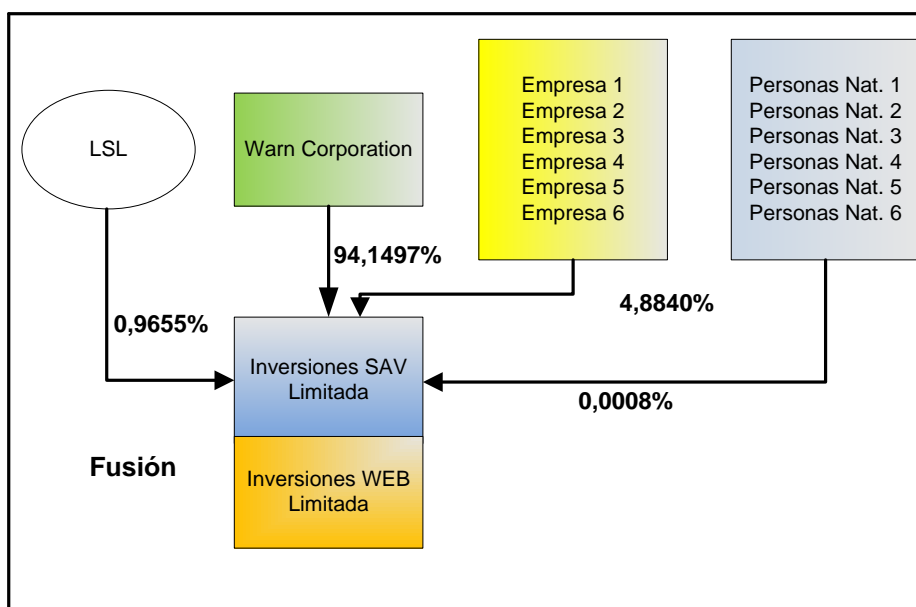 LSL
Warn Corporation
Empresa 1
Empresa 2
Empresa 3
Empresa 4
Empresa 5
Empresa 6
Personas Nat. 1
Personas Nat. 2
Personas Nat. 3
Personas Nat. 4
Personas Nat. 5
Personas Nat. 6
94,1497%
4,8840%
0,9655%
Inversiones SAV
Limitada
0,0008%
Fusión
Inversiones WEB
Limitada